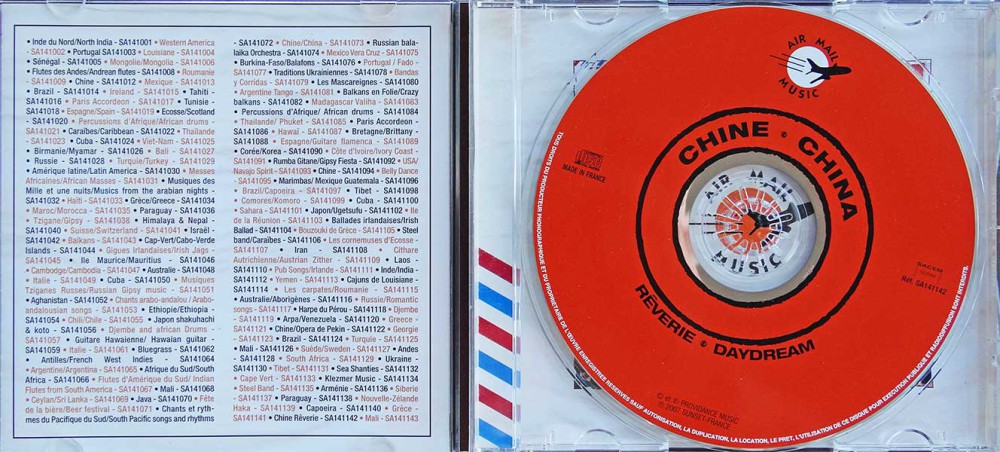 • Inde du Nord/North India - SA141001 • Western America
- SA141002 • Portugal SA141003 • Louisiane - SA141004
• Sénégal - SA141005 • Mongolie/Mongolia - SA141006
• Flutes des Andes/Andrean flutes - SA141008 • Roumanie
- SA141009 • Chine - SA141012 • Mexique - SA141013
• Brazil - SA141014 • Ireland - SA141015 • Tahiti -
SA141016 • Paris Accordeon - SA141017 • Tunisie -
SA141018 • Espagne/Spain - SA141019 • Ecosse/Scotland
- SA141020 • Percussions d'Afrique/African drums -
SA141021 • Caraïbes/Caribbean - SA141022 • Thailande
- SA141023 • Cuba - SA141024 • Viet-Nam - SA141025
• Birmanie/Myamar - SA141026 • Bali - SA141027
• Russie - SA141028 • Turquie/Turkey - SA141029
• Amérique latine/Latin America - SA141030 • Messes
Africaines/African Masses - SA141031 • Musiques des
Mille et une nuits/Musics from the arabian nights -
SA141032 • Haïti - SA141033 • Grèce/Greece - SA141034
• Maroc/Morocco - SA141035 • Paraguay - SA141036
• Tzigane/Gipsy - SA141038 • Himalaya & Nepal -
SA141040 • Suisse/Switzerland - SA141041 • Israël -
SA141042 • Balkans - SA141043 • Cap-Vert/Cabo-Verde
Islands - SA141044 • Gigues Irlandaises/Irish Jags -
SA141045 • Ile Maurice/Mauritius - SA141046
• Cambodge/Cambodia - SA141047 • Australie - SA141048
• Italie - SA141049 • Cuba - SA141050 • Musiques
Tziganes Russes/Russian Gipsy music - SA141051
• Aghanistan - SA141052 • Chants arabo-andalou / Arabo-
andalousian songs - SA141053 • Ethiopie/Ethiopia -
SA141054 • Chili/Chile - SA141055 • Japon shakuhachi
& koto - SA141056 • Djembe and african Drums -
SA141057 • Guitare Hawaienne/ Hawaian guitar -
SA141059 • Italie - SA141061 • Bluegrass - SA141062
• Antilles/French West Indies - SA141064
• Argentine/Argentina - SA141065 • Afrique du Sud/South
Africa - SA141066 • Flutes d'Amérique du Sud/ Indian
Flutes from South America - SA141067 • Mali - SA141068
• Ceylan/Sri Lanka - SA141069 • Java - SA141070 • Fête
de la bière/Beer festival - SA141071 • Chants et ryth-
mes du Pacifique du Sud/South Pacific songs and rhythms
- SA141072 • Chine/China - SA141073 • Russian bala-
laika Orchestra - SA141074 • Mexico Vera Cruz - SA141075
• Burkina-Faso/Balafons - SA141076 • Portugal / Fado -
SA141077 • Traditions Ukrainiennes - SA141078 • Bandas
y Corridas - SA141079 • Les Mascareignes - SA141080
• Argentine Tango - SA141081 • Balkans en Folie/Crazy
balkans - SA141082 • Madagascar Valiha - SA141083
• Percussions d'Afrique/ African drums - SA141084
• Thaïlande/ Phuket - SA141085 • Paris Accordeon -
SA141086 • Hawaï - SA141087 • Bretagne/Brittany -
SA141088 • Espagne/Guitare flamenca - SA141089
• Corée/Korea - SA141090 • Côte d'Ivoire/Ivory Coast -
SA141091 • Rumba Gitane/Gipsy Fiesta - SA141092 • USA/
Navajo Spirit - SA141093 • Chine - SA141094 • Belly Dance
- SA141095 • Marimbas/ Mexique Guatemala - SA141096
• Brazil/Capoeira - SA141097 • Tibet - SA141098
• Comores/Komoro - SA141099 • Cuba - SA141100
• Sahara - SA141101 • Japon/Ugetsufu - SA141102 • Ile
de la Réunion - SA141103 • Ballades irlandaises/Irish
Ballad - SA141104 • Bouzouki de Grèce - SA141105 • Steel
band/Caraïbes - SA141106 • Les cornemuses d'Ecosse -
SA141107 • Iran - SA141108 • Cithare
Autrichienne/Austrian Zither - SA141109 • Laos -
SA141110 • Pub Songs/Irlande - SA141111 • Inde/India -
SA141112 • Yemen - SA141113 • Cajuns de Louisiane -
SA141114 • Les carpates/Roumanie - SA141115
• Australie/Aborigènes - SA141116 • Russie/Romantic
songs - SA141117 • Harpe du Pérou - SA141118 • Djembe
- SA141119 • Arpa/Venezuela - SA141120 • Greece -
SA141121 • Chine/Opera de Pekin - SA141122 • Georgie
- SA141123 • Brazil - SA141124 • Turquie - SA141125
• Mali - SA141126 • Suède/Sweden - SA141127 • Andes
- SA141128 • South Africa - SA141129 • Ukraine -
SA141130 • Tibet - SA141131 • Sea Shanties - SA141132
• Cape Vert - SA141133 • Klezmer Music - SA141134
• Steel Band - SA141135 • Arménie - SA141136 • Siberie
- SA141137 • Paraguay - SA141138 • Nouvelle-Zélande
Haka - SA141139 • Capoeira - SA141140 • Grèce -
SA141141 • Chine Rêverie - SA141142 • Mali - SA141143
AIR MAIL
MUSIC
CHINE • CHINA
MADE IN FRANCE
AIR MAIL
MUSIC
SACEM
Réf. SA141142
RÊVERIE • DAYDREAM
© et ℗ PROVIDANCE MUSIC
© 2007, SUNSET-FRANCE
TOUS DROITS DU PRODUCTEUR PHONOGRAPHIQUE ET DU PROPRIETAIRE DE L'ŒUVRE ENREGISTREE RESERVES SAUF AUTORISATION, LA DUPLICATION, LA LOCATION, LE PRET, L'UTILISATION DE CE DISQUE POUR EXECUTION PUBLIQUE ET RADIODIFFUSION SONT INTERDITS.